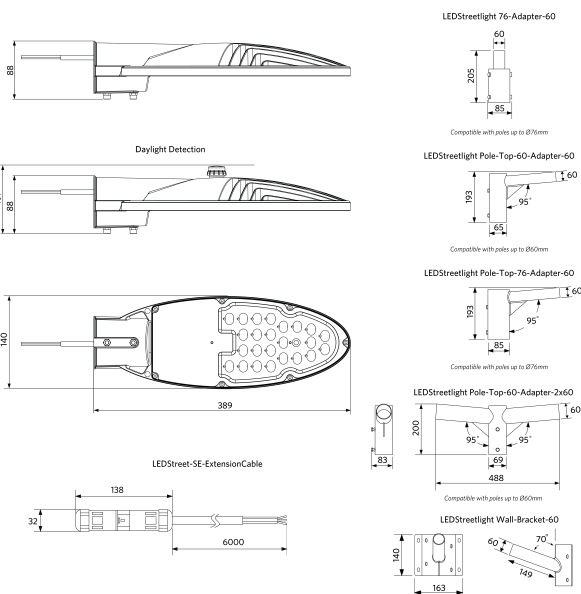 88
Daylight Detection
88
140
389
LEDStreet-SE-ExtensionCable
138
32
6000
LEDStreetlight 76-Adapter-60
60
205
85
Compatible with poles up to Ø76mm
LEDStreetlight Pole-Top-60-Adapter-60
193
60
95°
65
Compatible with poles up to Ø60mm
LEDStreetlight Pole-Top-76-Adapter-60
193
60
95°
85
Compatible with poles up to Ø76mm
LEDStreetlight Pole-Top-60-Adapter-2x60
200
60
95° 95°
83
69
488
Compatible with poles up to Ø60mm
LEDStreetlight Wall-Bracket-60
140
163
60
70°
149